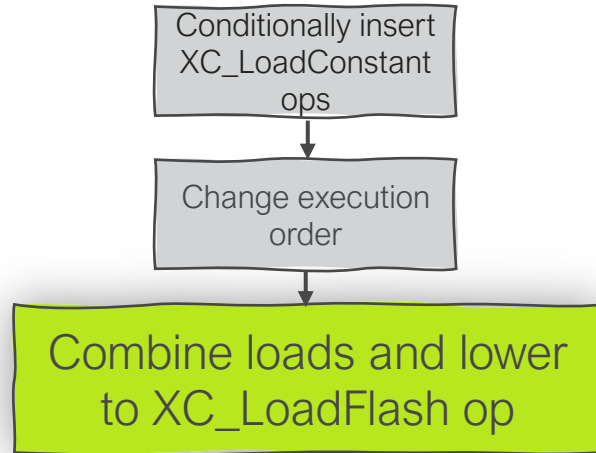 Conditionally insert
XC_LoadConstant
ops
Change execution
order
Combine loads and lower
to XC_LoadFlash op